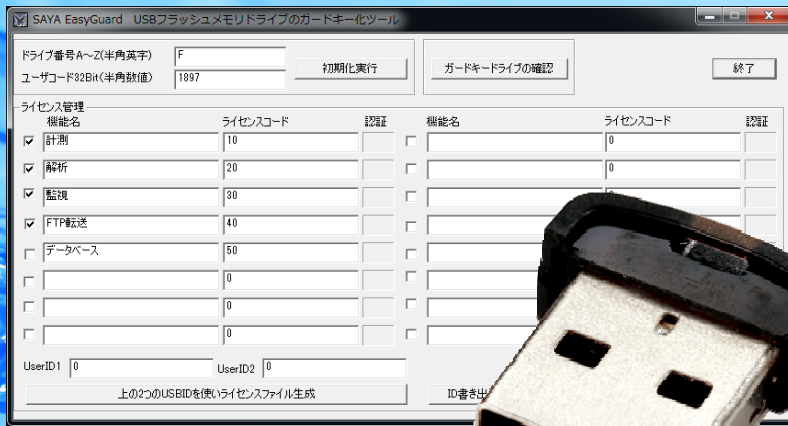 SAYA EasyGuard　USBフラッシュメモリドライブのガードキー化ツール
ドライブ番号A～Z(半角英字)
F
ユーザコード32Bit(半角数値)
1897
初期化実行
ガードキードライブの確認
終了
ライセンス管理
機能名 ライセンスコード 認証 機能名 ライセンスコード 認証
計測 10 0
解析 20 0
監視 30
FTP転送 40
データベース 50
0
0
0
UserID1 0 UserID2 0
上の2つのUSBIDを使いライセンスファイル生成
ID書き出